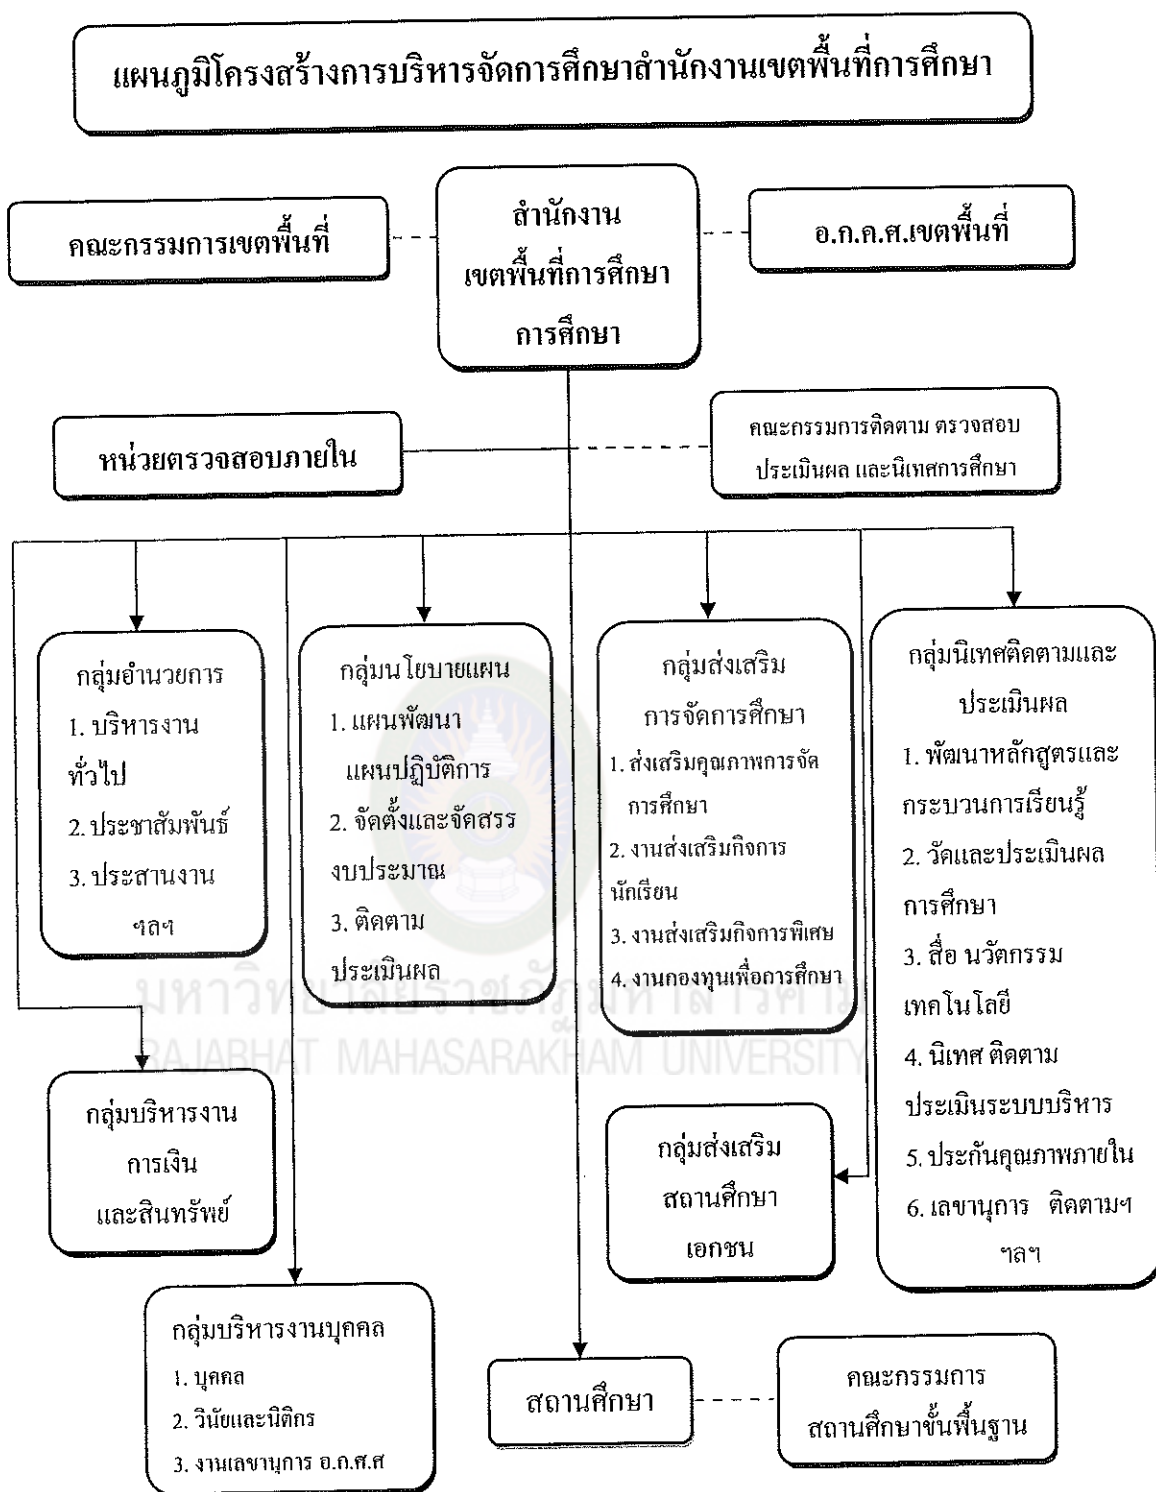 แผนภูมิโครงสร้างการบริหารจัดการศึกษาสำนักงานเขตพื้นที่การศึกษา
คณะกรรมการเขตพื้นที่
สำนักงาน
เขตพื้นที่การศึกษา
การศึกษา
อ.ก.ค.ศ.เขตพื้นที่
หน่วยตรวจสอบภายใน
คณะกรรมการติดตาม ตรวจสอบ
ประเมินผล และนิเทศการศึกษา
กลุ่มอำนวยการ
1. บริหารงาน
ทั่วไป
2. ประชาสัมพันธ์
3. ประสานงาน
ฯลฯ
กลุ่มนโยบายแผน
1. แผนพัฒนา
แผนปฏิบัติการ
2. จัดตั้งและจัดสรร
งบประมาณ
3. ติดตาม
ประเมินผล
กลุ่มส่งเสริม
การจัดการศึกษา
1. ส่งเสริมคุณภาพการจัด
การศึกษา
2. งานส่งเสริมกิจการ
นักเรียน
3. งานส่งเสริมกิจการพิเศษ
4. งานกองทุนเพื่อการศึกษา
กลุ่มนิเทศติดตามและ
ประเมินผล
1. พัฒนาหลักสูตรและ
กระบวนการเรียนรู้
2. วัดและประเมินผล
การศึกษา
3. สื่อ นวัตกรรม
เทคโนโลยี
4. นิเทศ ติดตาม
ประเมินระบบบริหาร
5. ประกันคุณภาพภายใน
6. เลขานุการ ติดตามฯ
ฯลฯ
มหาวิทยาลัยราชภัฏมหาสารคาม
RAJABHAT MAHASARAKHAM UNIVERSITY
กลุ่มบริหารงาน
การเงิน
และสินทรัพย์
กลุ่มส่งเสริม
สถานศึกษา
เอกชน
กลุ่มบริหารงานบุคคล
1. บุคคล
2. วินัยและนิติกร
3. งานเลขานุการ อ.ก.ศ.ศ
สถานศึกษา
คณะกรรมการ
สถานศึกษาขั้นพื้นฐาน